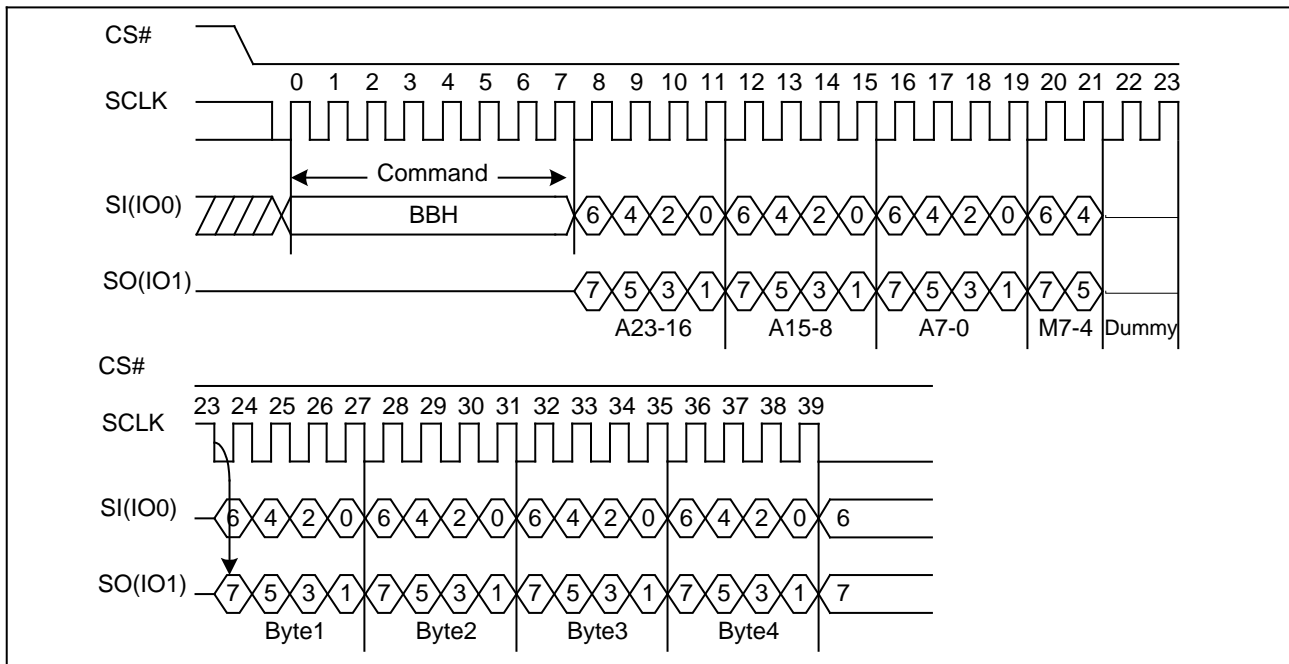 CS#
0 1 2 3 4 5 6 7 8 9 10 11 12 13 14 15 16 17 18 19 20 21 22 23
SCLK
Command
SI(IO0) BBH 6 4 2 0 6 4 2 0 6 4 2 0 6 4
SO(IO1) 7 5 3 1 7 5 3 1 7 5 3 1 7 5
A23-16 A15-8 A7-0 M7-4 Dummy
CS#
23 24 25 26 27 28 29 30 31 32 33 34 35 36 37 38 39
SCLK
SI(IO0) 6 4 2 0 6 4 2 0 6 4 2 0 6 4 2 0 6
SO(IO1) 7 5 3 1 7 5 3 1 7 5 3 1 7 5 3 1 7
Byte1 Byte2 Byte3 Byte4